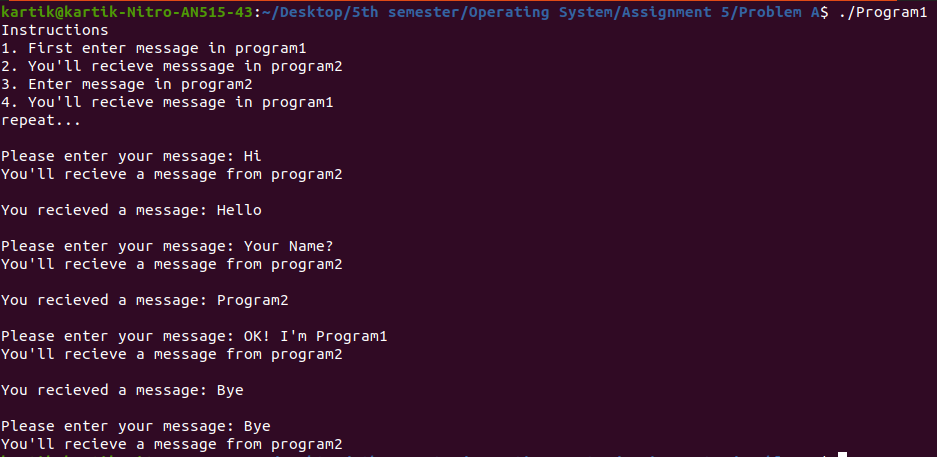 kartik@kartik-Nitro-AN515-43:~/Desktop/5th semester/Operating System/Assignment 5/Problem A$ ./Program1
Instructions
1. First enter message in program1
2. You'll recieve messsage in program2
3. Enter message in program2
4. You'll recieve message in program1
repeat...
Please enter your message: Hi
You'll recieve a message from program2
You recieved a message: Hello
Please enter your message: Your Name?
You'll recieve a message from program2
You recieved a message: Program2
Please enter your message: OK! I'm Program1
You'll recieve a message from program2
You recieved a message: Bye
Please enter your message: Bye
You'll recieve a message from program2